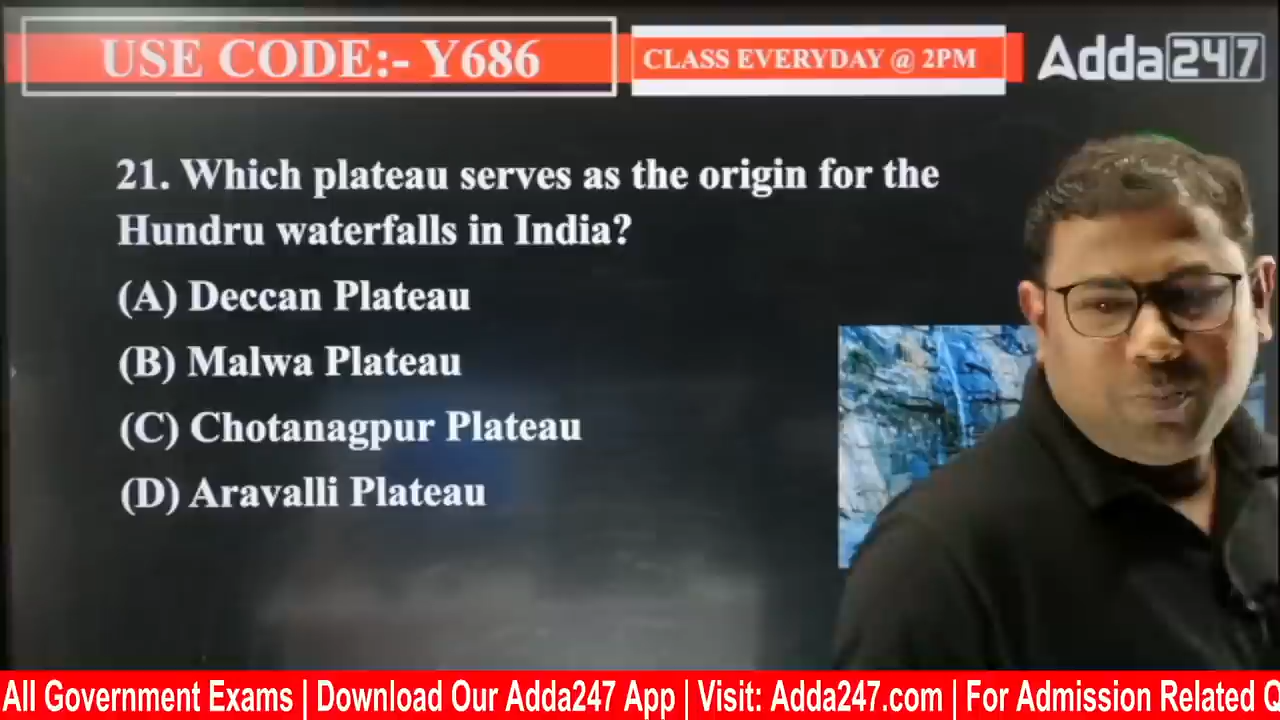 USE CODE:- Y686
CLASS EVERYDAY @ 2PM
Adda247
21. Which plateau serves as the origin for the
Hundru waterfalls in India?
(A) Deccan Plateau
(B) Malwa Plateau
(C) Chotanagpur Plateau
(D) Aravalli Plateau
All Government Exams | Download Our Adda247 App | Visit: Adda247.com | For Admission Related Q